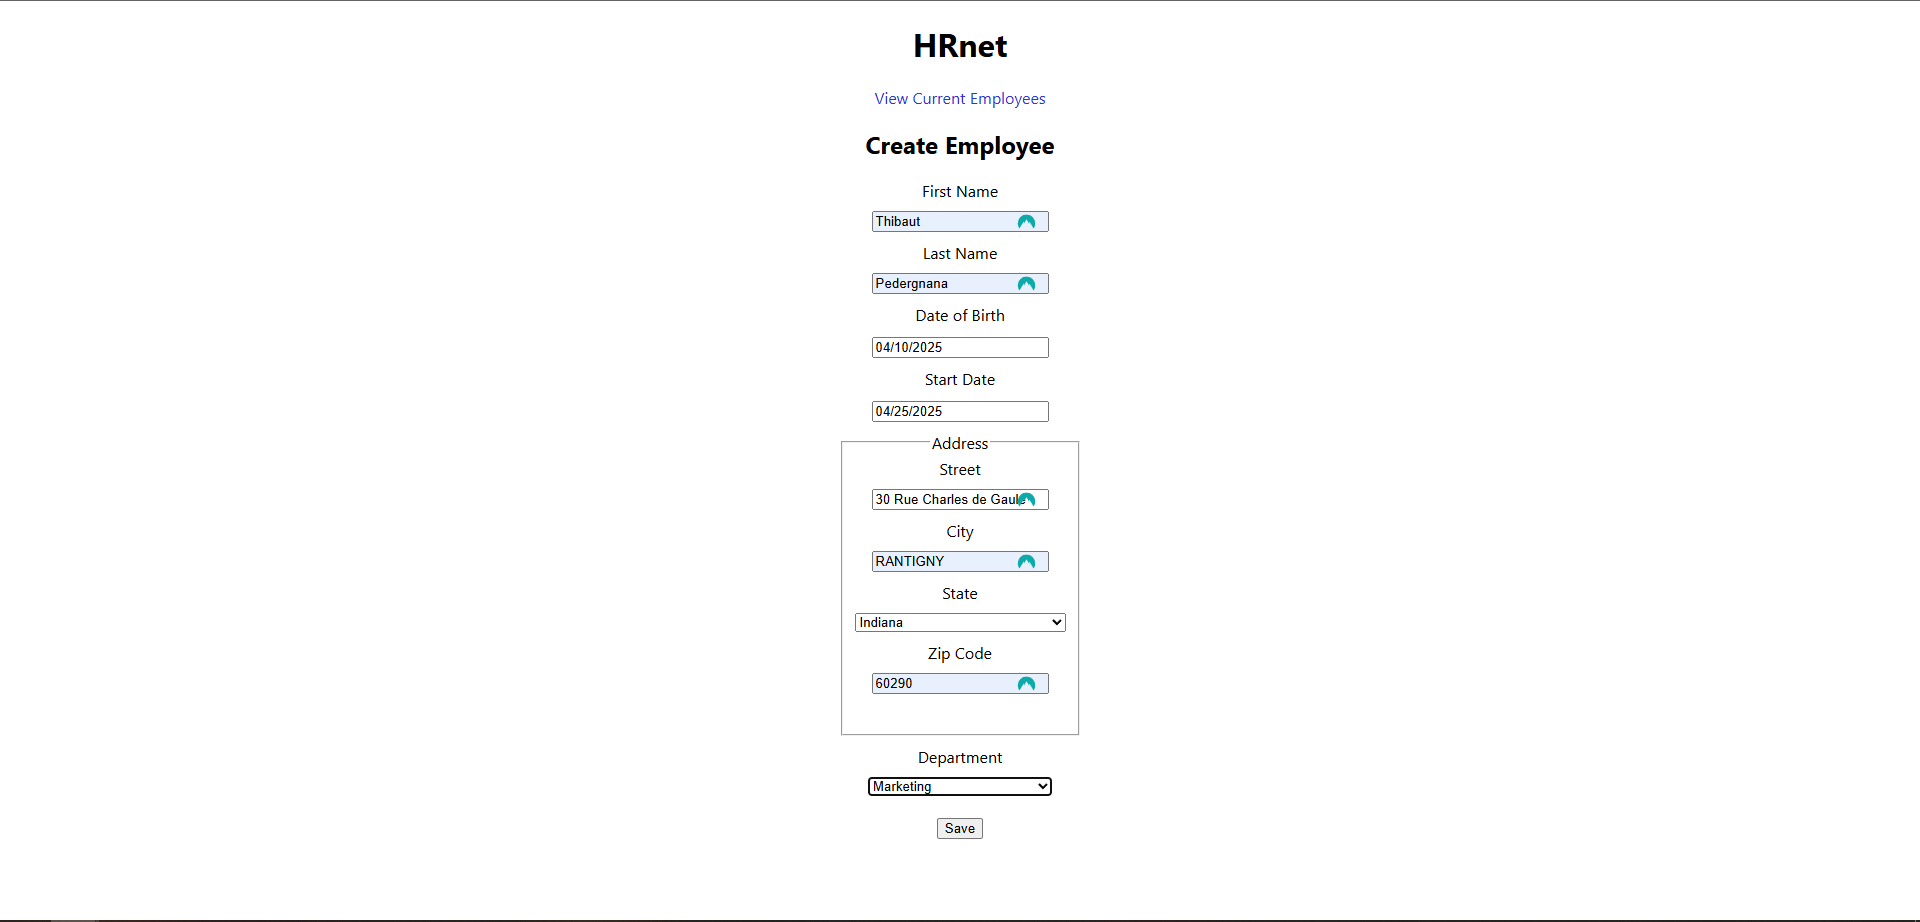 HRnet
View Current Employees
Create Employee
First Name
Thibaut
Last Name
Pedergnana
Date of Birth
04/10/2025
Start Date
04/25/2025
Address
Street
30 Rue Charles de Gaule
City
RANTIGNY
State
Indiana
Zip Code
60290
Department
Marketing
Save